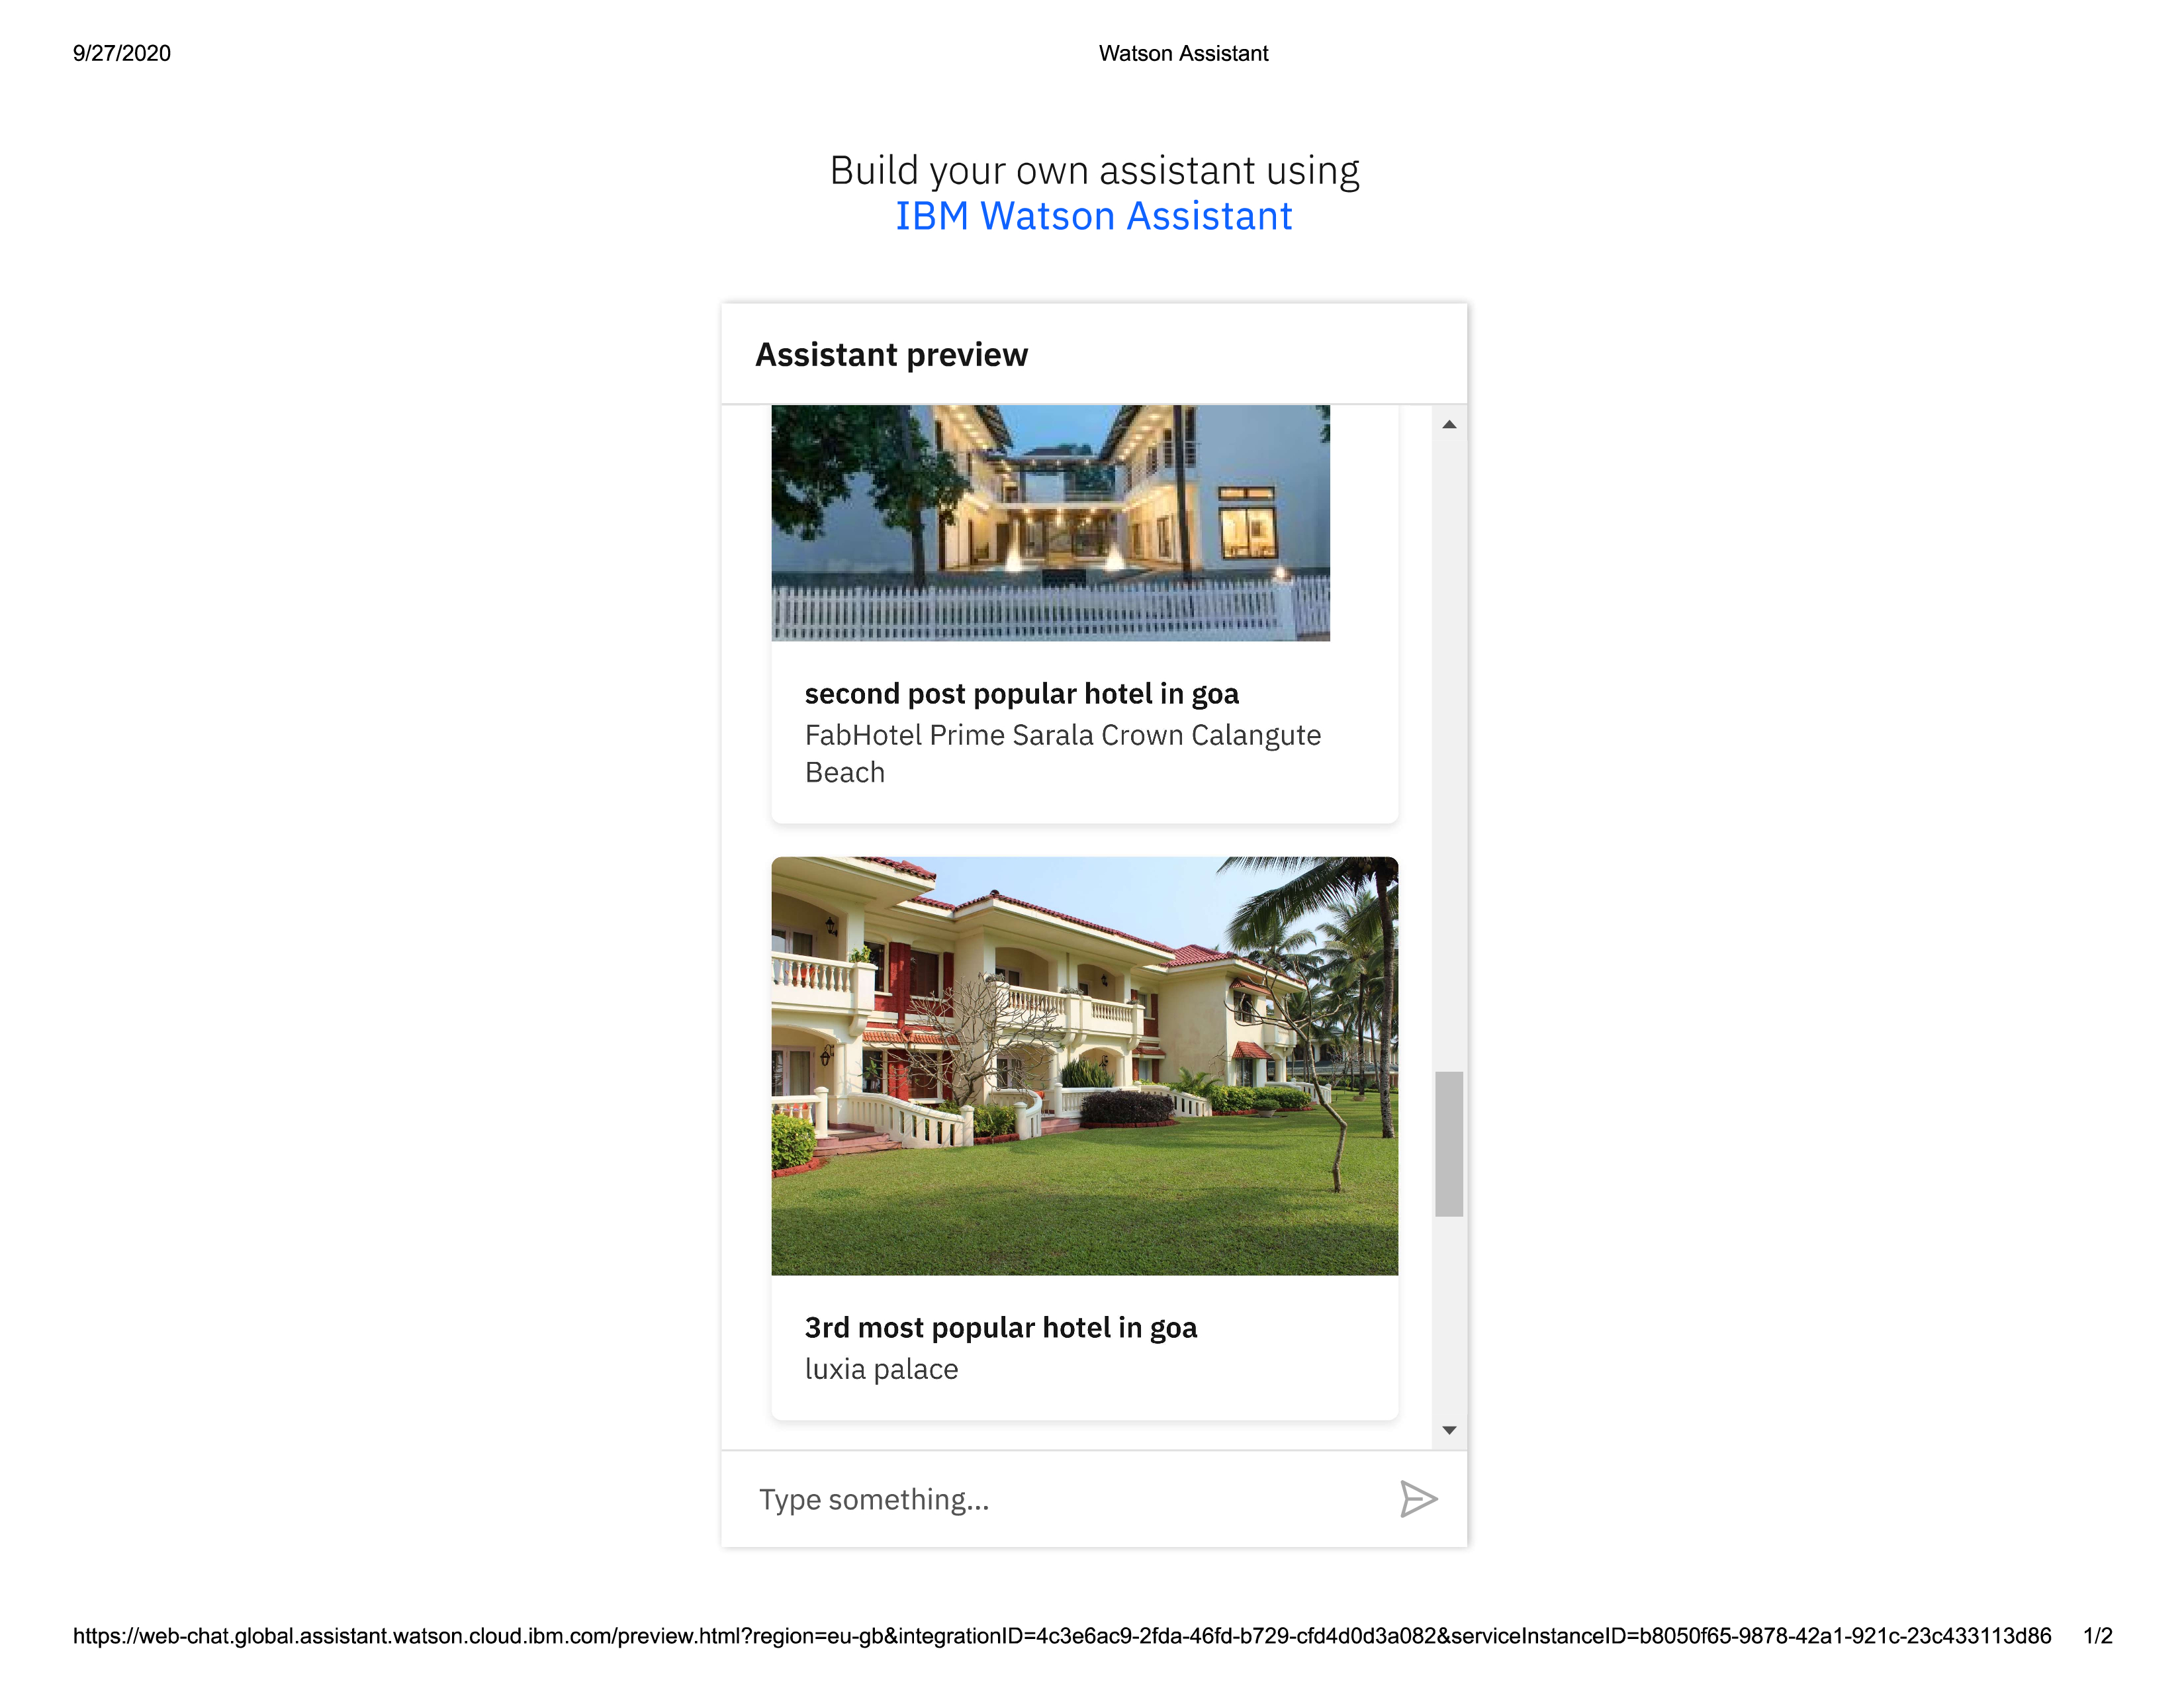 9/27/2020
Watson Assistant
Build your own assistant using
IBM Watson Assistant
Assistant preview
second post popular hotel in goa
FabHotel Prime Sarala Crown Calangute
Beach
3rd most popular hotel in goa
luxia palace
Type something...
https://web-chat.global.assistant.watson.cloud.ibm.com/preview.html?region=eu-gb&integrationID=4c3e6ac9-2fda-46fd-b729-cfd4d0d3a082&serviceInstanceID=b8050f65-9878-42a1-921c-23c433113d86
1/2